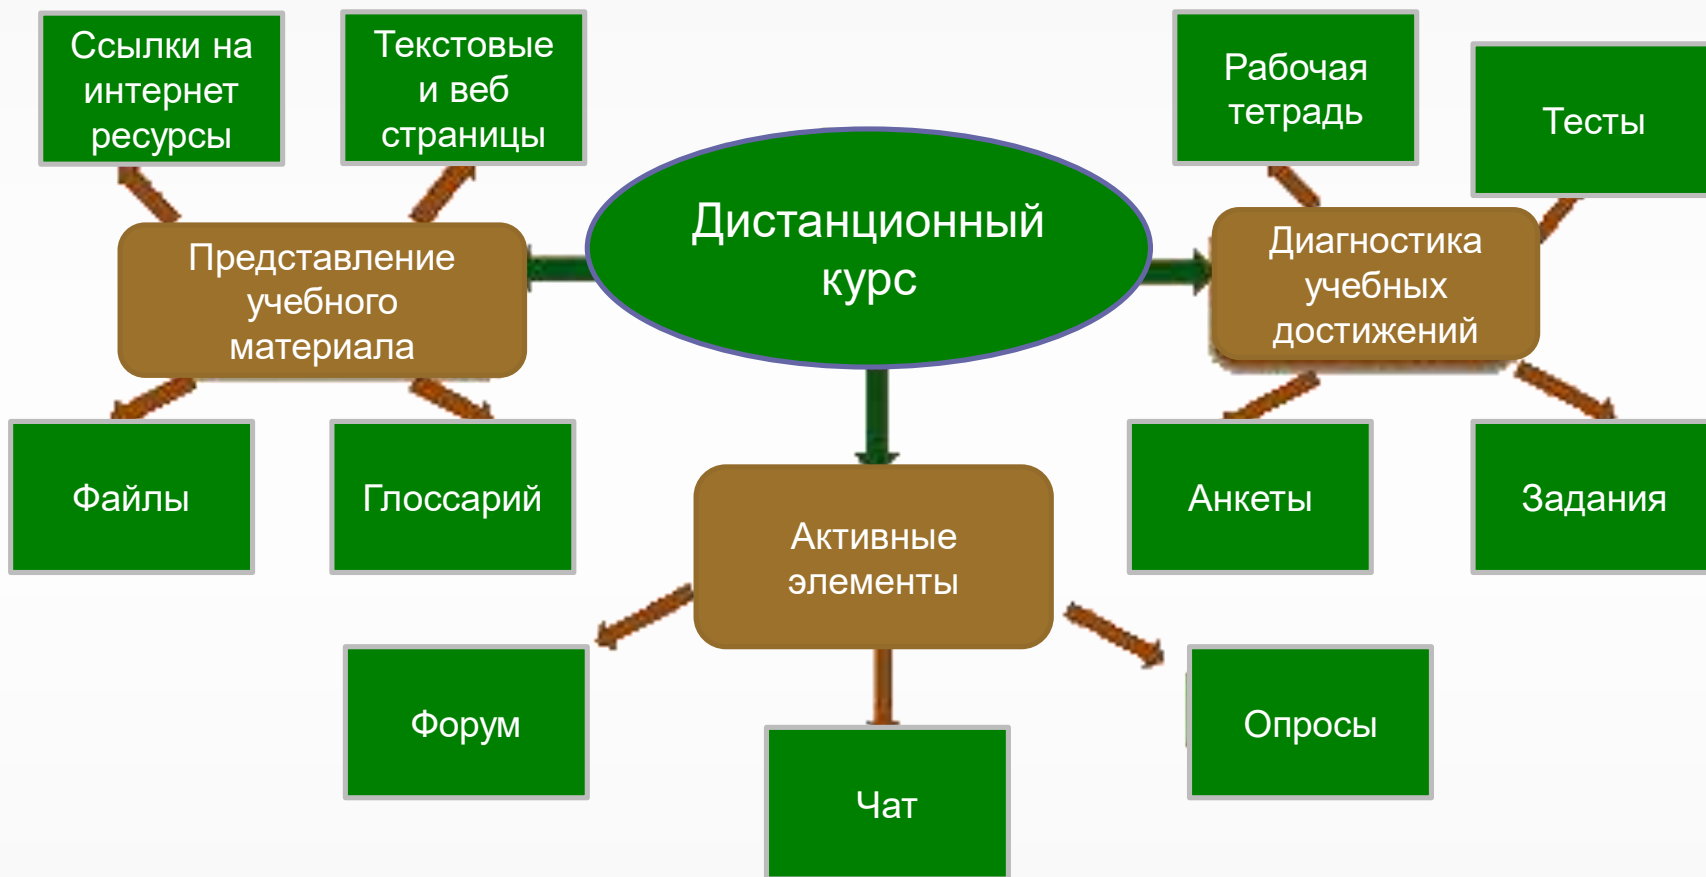 Ссылки на
интернет
ресурсы
Текстовые
и веб
страницы
Рабочая
тетрадь
Тесты
Дистанционный
курс
Представление
учебного
материала
Диагностика
учебных
достижений
Файлы
Глоссарий
Активные
элементы
Анкеты
Задания
Форум
Чат
Опросы